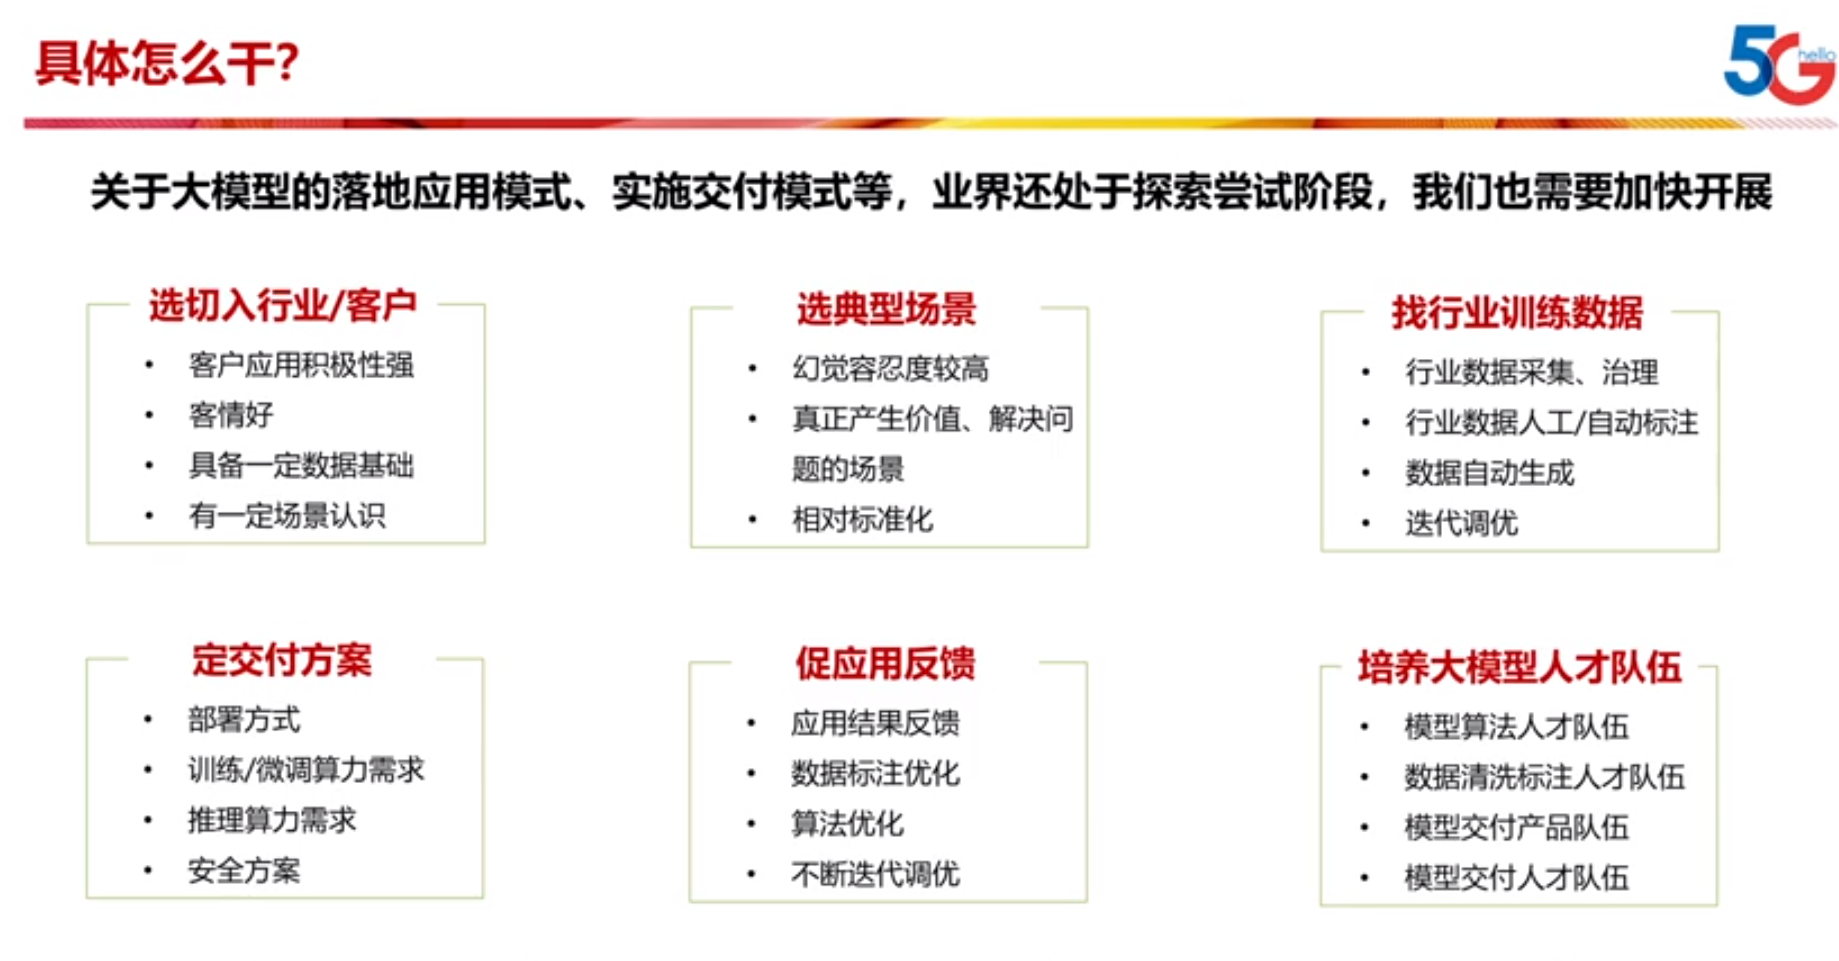 具体怎么干?
5G
hello
关于大模型的落地应用模式、实施交付模式等，业界还处于探索尝试阶段，我们也需要加快开展
选切入行业/客户
• 客户应用积极性强
• 客情好
• 具备一定数据基础
• 有一定场景认识
选典型场景
• 幻觉容忍度较高
• 真正产生价值、解决问
题的场景
• 相对标准化
找行业训练数据
• 行业数据采集、治理
• 行业数据人工/自动标注
• 数据自动生成
• 迭代调优
定交付方案
• 部署方式
• 训练/微调算力需求
• 推理算力需求
• 安全方案
促应用反馈
• 应用结果反馈
• 数据标注优化
• 算法优化
• 不断迭代调优
培养大模型人才队伍
• 模型算法人才队伍
• 数据清洗标注人才队伍
• 模型交付产品队伍
• 模型交付人才队伍